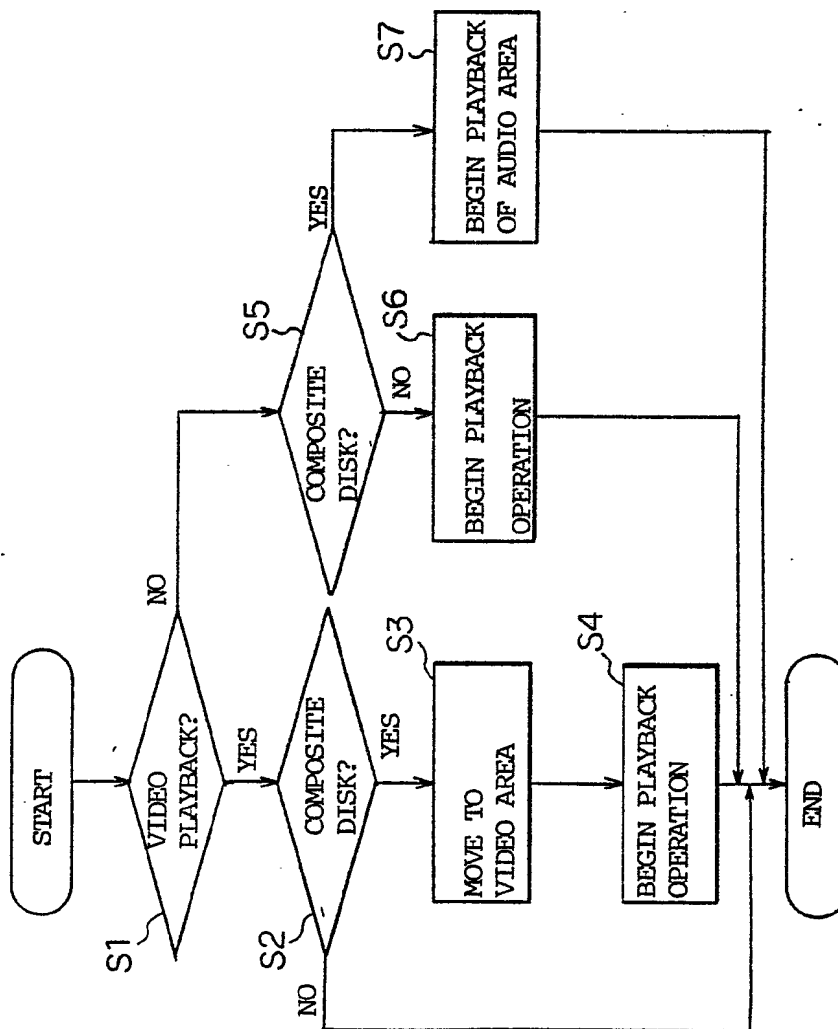 START
S1
VIDEO
PLAYBACK?
NO
YES
S2
COMPOSITE
DISK?
NO
YES
S5
COMPOSITE
DISK?
YES
NO
S3
MOVE TO
VIDEO AREA
S6
BEGIN PLAYBACK
OPERATION
S7
BEGIN PLAYBACK
OF AUDIO AREA
S4
BEGIN PLAYBACK
OPERATION
END